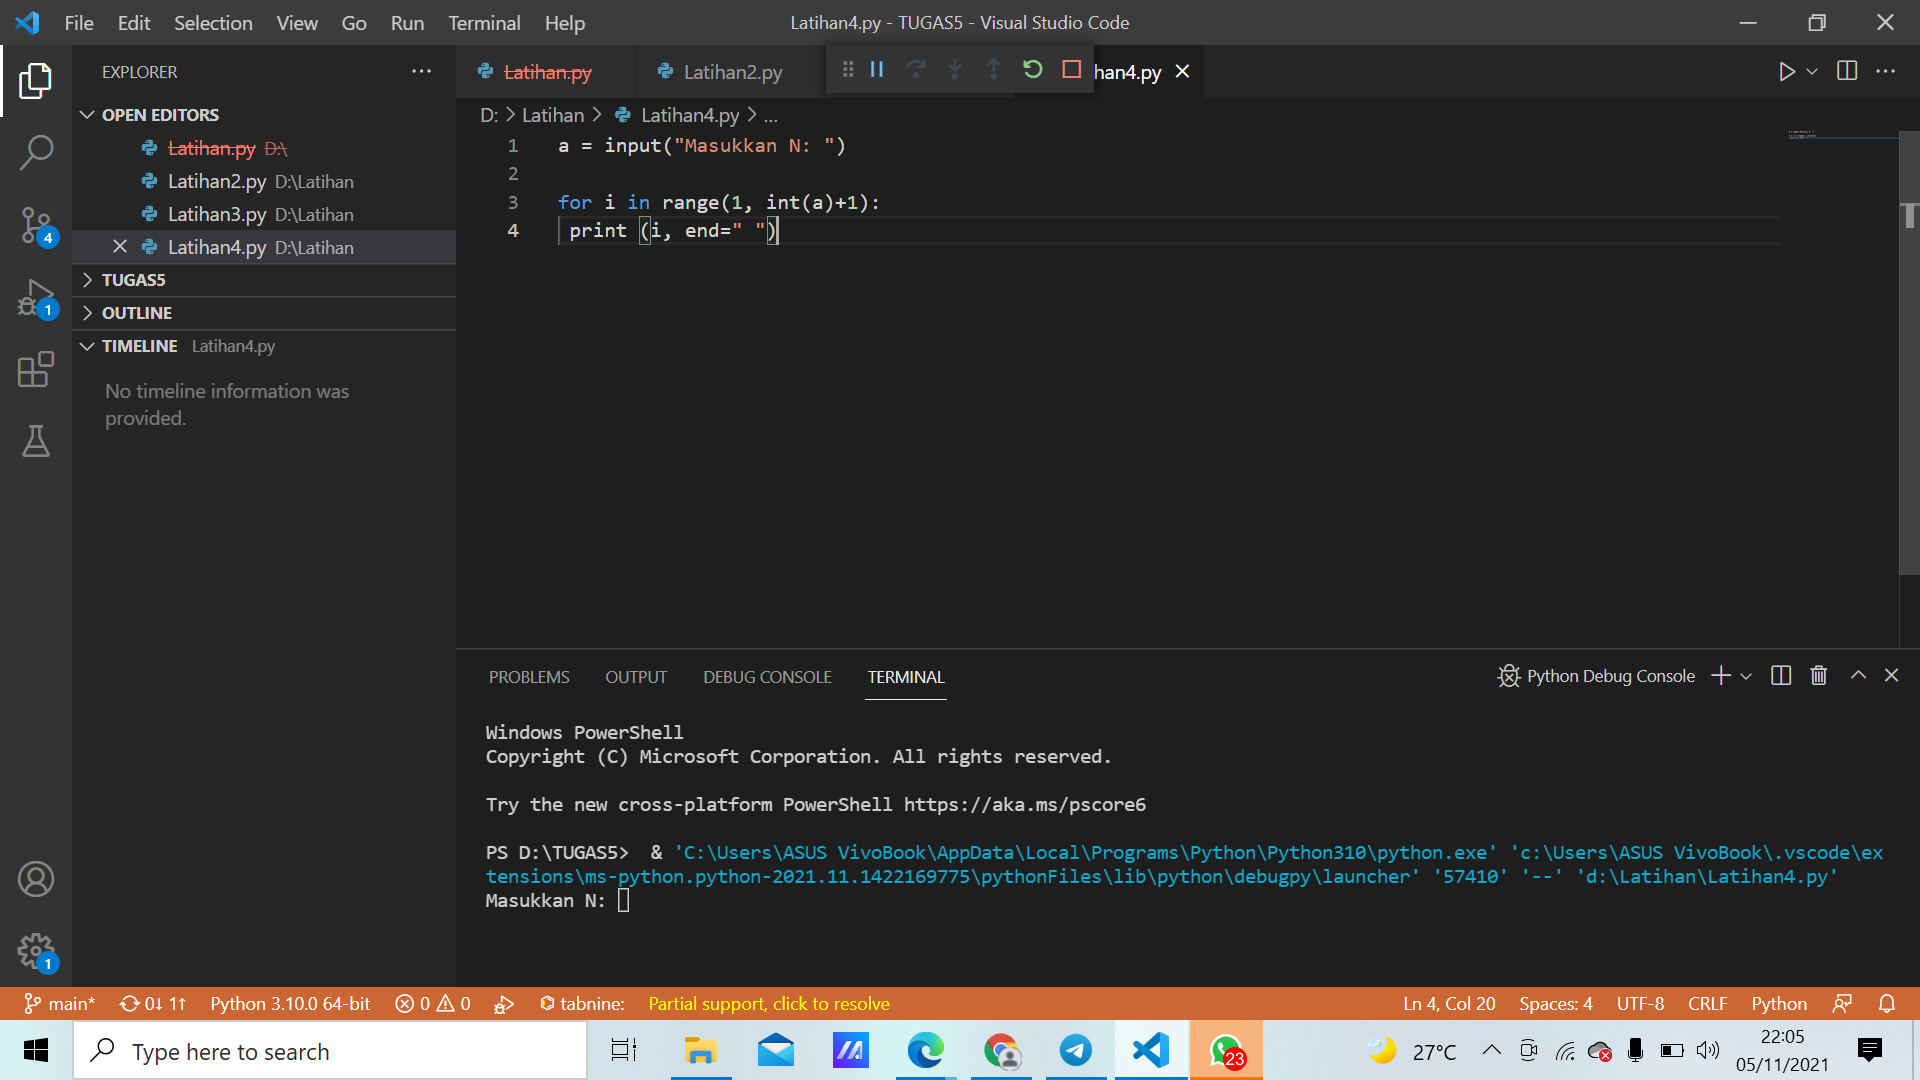 File Edit Selection View Go Run Terminal Help
Latihan4.py - TUGAS5 - Visual Studio Code
EXPLORER
OPEN EDITORS
Latihan.py D:\
Latihan2.py D:\Latihan
Latihan3.py D:\Latihan
Latihan4.py D:\Latihan
TUGAS5
OUTLINE
TIMELINE Latihan4.py
No timeline information was
provided.
4
1
1
Latihan.py Latihan2.py han4.py
D: > Latihan > Latihan4.py > ...
1 a = input("Masukkan N: ")
2
3 for i in range(1, int(a)+1):
4 print (i, end=" ")
PROBLEMS OUTPUT DEBUG CONSOLE TERMINAL
Python Debug Console
Windows PowerShell
Copyright (C) Microsoft Corporation. All rights reserved.
Try the new cross-platform PowerShell https://aka.ms/pscore6
PS D:\TUGAS5>  & 'C:\Users\ASUS VivoBook\AppData\Local\Programs\Python\Python310\python.exe' 'c:\Users\ASUS VivoBook\.vscode\ex
tensions\ms-python.python-2021.11.1422169775\pythonFiles\lib\python\debugpy\launcher' '57410' '--' 'd:\Latihan\Latihan4.py'
Masukkan N:
main* 0↓ 1↑ Python 3.10.0 64-bit 0 0 tabnine: Partial support, click to resolve
Ln 4, Col 20 Spaces: 4 UTF-8 CRLF Python
Type here to search
23
27°C
22:05
05/11/2021